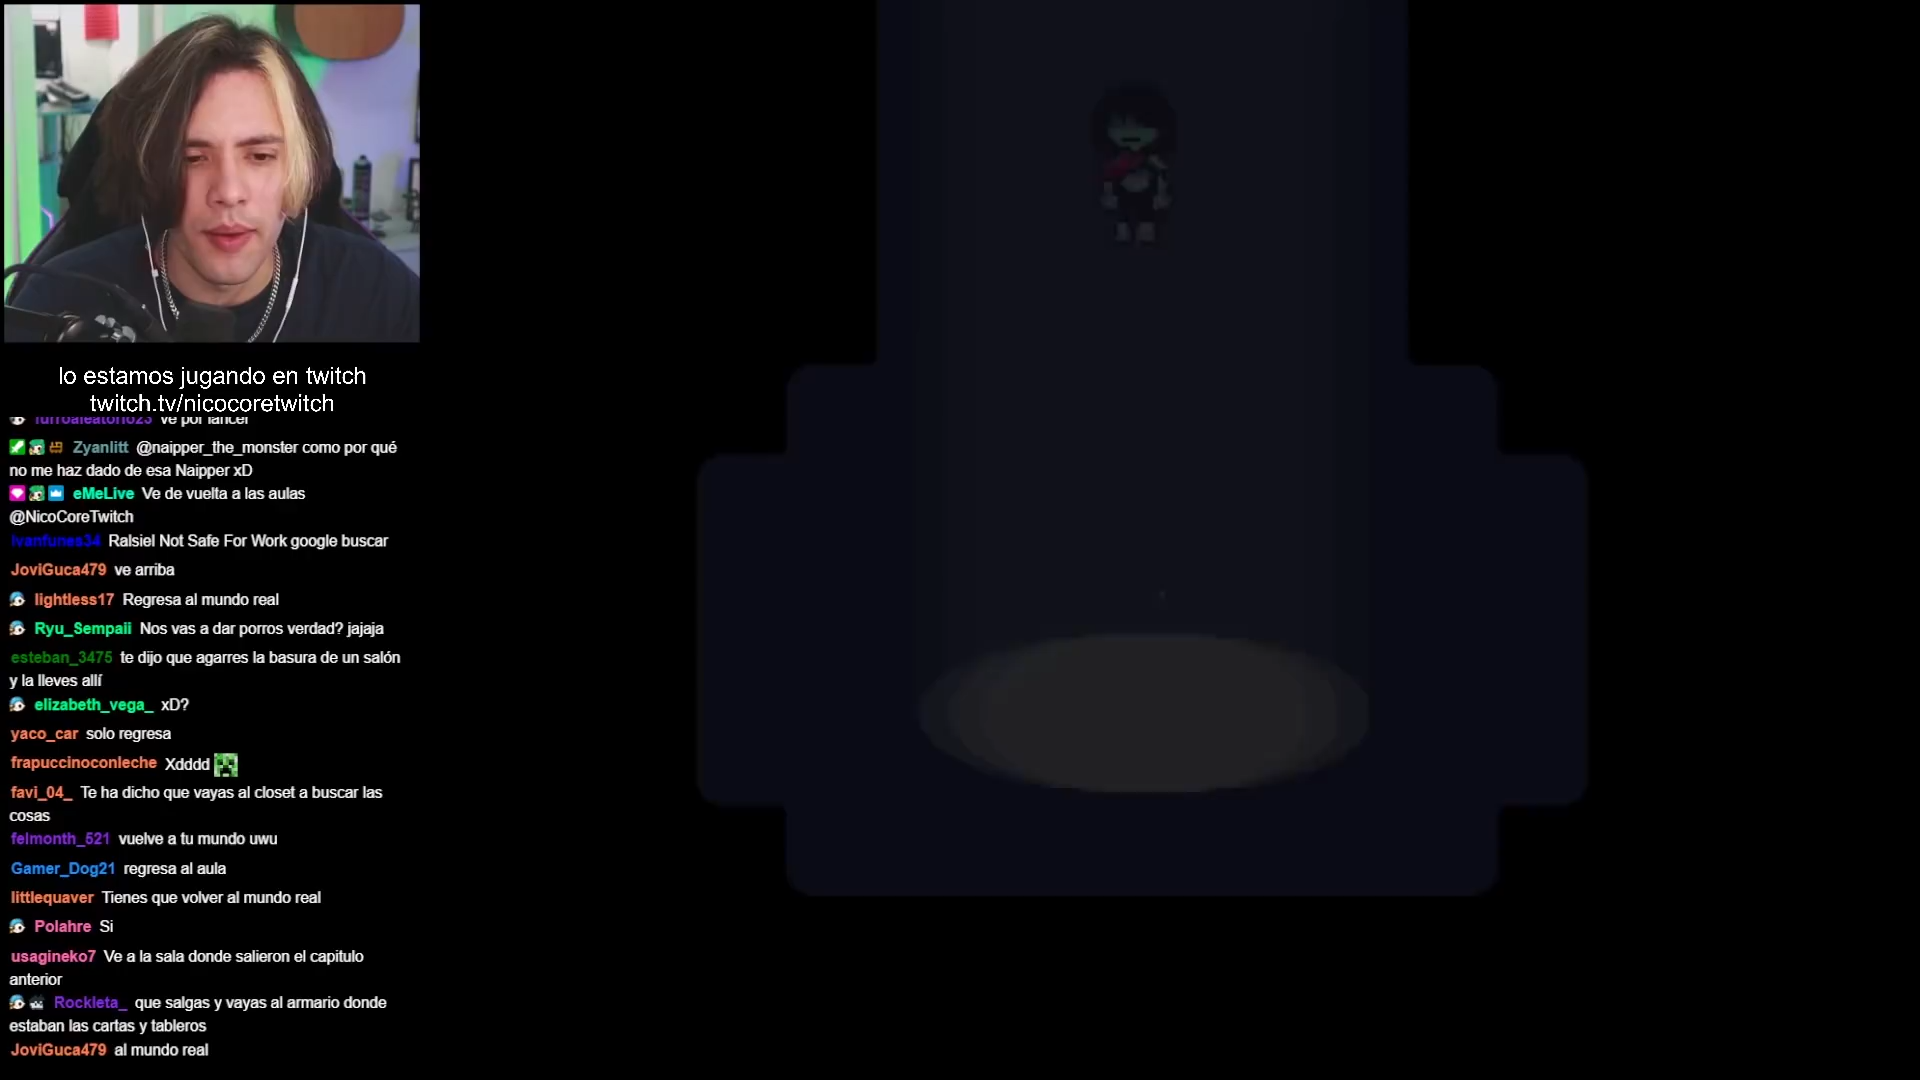 lo estamos jugando en twitch
twitch.tv/nicocoretwitch
furroaleatorio23 ve por lancer
Zyanlitt @naipper_the_monster como por qué
no me haz dado de esa Naipper xD
eMeLive Ve de vuelta a las aulas
@NicoCoreTwitch
Ivanfunes34 Ralsiel Not Safe For Work google buscar
JoviGuca479 ve arriba
lightless17 Regresa al mundo real
Ryu_Sempaii Nos vas a dar porros verdad? jajaja
esteban_3475 te dijo que agarres la basura de un salón
y la lleves allí
elizabeth_vega_ xD?
yaco_car solo regresa
frapuccinoconleche Xdddd
favi_04_ Te ha dicho que vayas al closet a buscar las
cosas
felmonth_521 vuelve a tu mundo uwu
Gamer_Dog21 regresa al aula
littlequaver Tienes que volver al mundo real
Polahre Si
usagineko7 Ve a la sala donde salieron el capitulo
anterior
Rockleta_ que salgas y vayas al armario donde
estaban las cartas y tableros
JoviGuca479 al mundo real